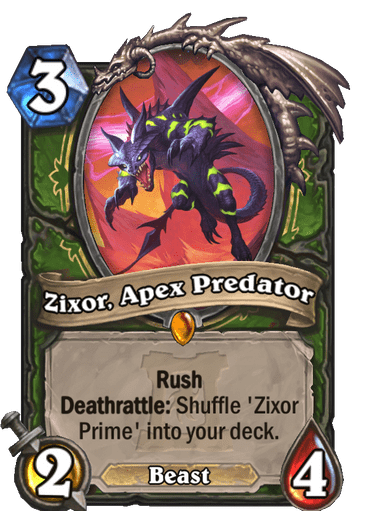 3
Zixor, Apex Predator
Rush
Deathrattle: Shuffle 'Zixor
Prime' into your deck.
2
Beast
4